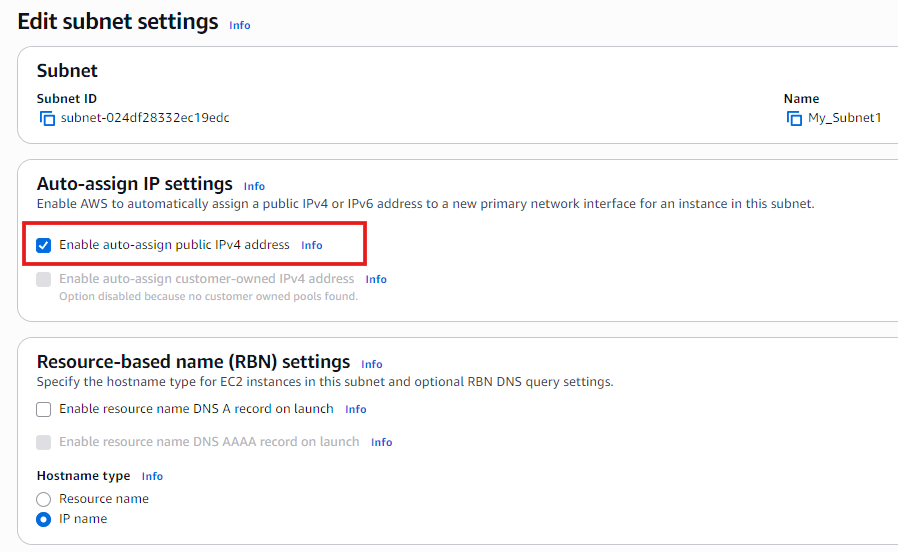 Edit subnet settings Info
Subnet
Subnet ID
subnet-024df28332ec19edc
Name
My_Subnet1
Auto-assign IP settings Info
Enable AWS to automatically assign a public IPv4 or IPv6 address to a new primary network interface for an instance in this subnet.
Enable auto-assign public IPv4 address Info
Enable auto-assign customer-owned IPv4 address Info
Option disabled because no customer owned pools found.
Resource-based name (RBN) settings Info
Specify the hostname type for EC2 instances in this subnet and optional RBN DNS query settings.
Enable resource name DNS A record on launch Info
Enable resource name DNS AAAA record on launch Info
Hostname type Info
Resource name
IP name